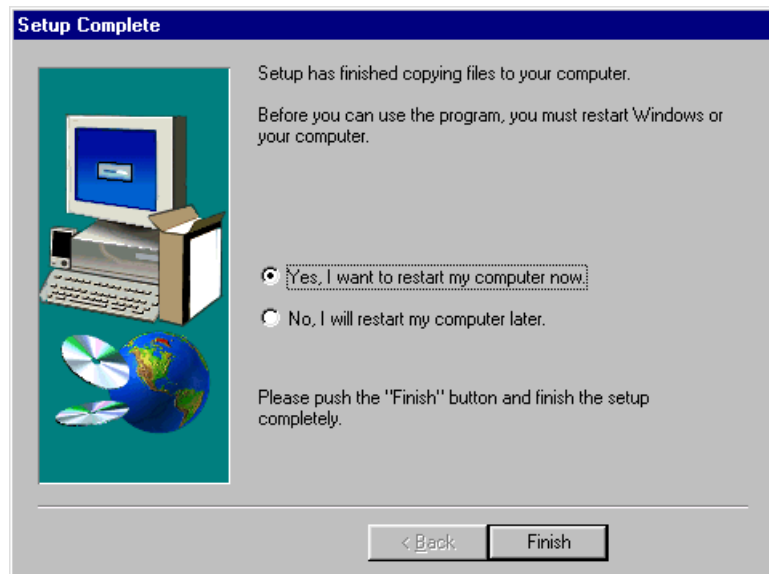 Setup Complete
Setup has finished copying files to your computer.
Before you can use the program, you must restart Windows or
your computer.
Yes, I want to restart my computer now.
No, I will restart my computer later.
Please push the "Finish" button and finish the setup
completely.
< Back
Finish